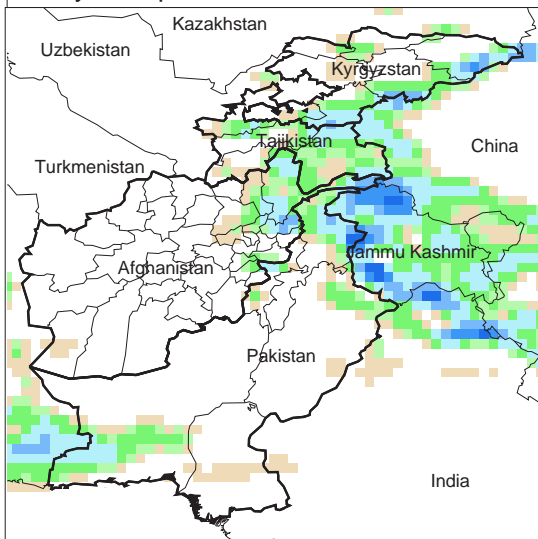 Kazakhstan
Uzbekistan
Kyrgyzstan
Tajikistan
China
Turkmenistan
Jammu Kashmir
Afghanistan
Pakistan
India